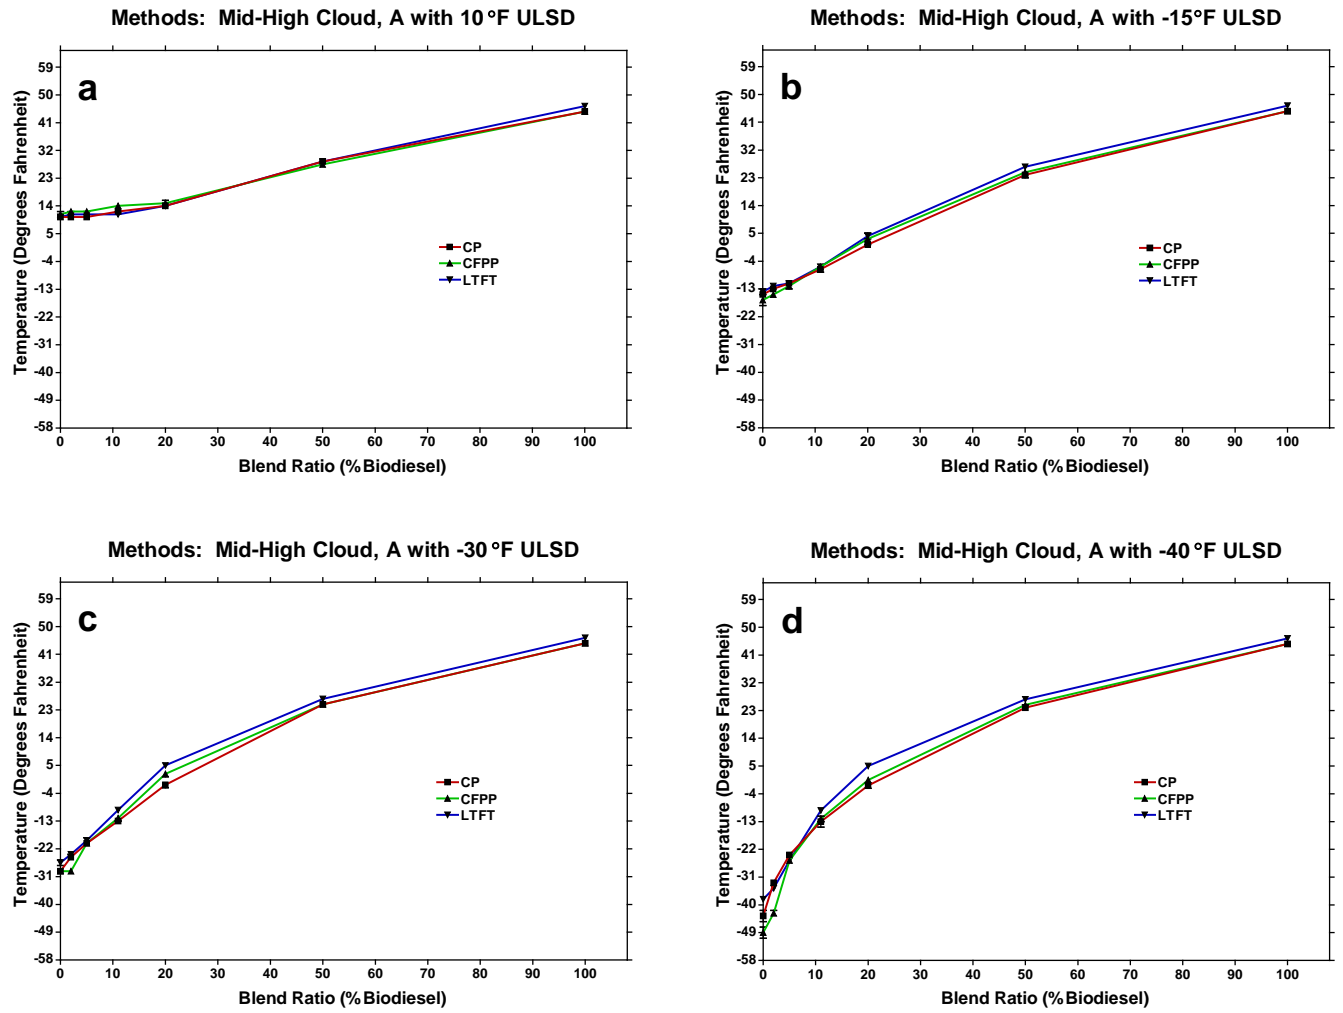 Methods: Mid-High Cloud, A with 10 °F ULSD
a
Temperature (Degrees Fahrenheit)
59
50
41
32
23
14
5
-4
-13
-22
-31
-40
-49
-58
CP
CFPP
LTFT
0 10 20 30 40 50 60 70 80 90 100
Blend Ratio (% Biodiesel)
Methods: Mid-High Cloud, A with -15°F ULSD
b
Temperature (Degrees Fahrenheit)
59
50
41
32
23
14
5
-4
-13
-22
-31
-40
-49
-58
CP
CFPP
LTFT
0 10 20 30 40 50 60 70 80 90 100
Blend Ratio (% Biodiesel)
Methods: Mid-High Cloud, A with -30 °F ULSD
c
Temperature (Degrees Fahrenheit)
59
50
41
32
23
14
5
-4
-13
-22
-31
-40
-49
-58
CP
CFPP
LTFT
0 10 20 30 40 50 60 70 80 90 100
Blend Ratio (% Biodiesel)
Methods: Mid-High Cloud, A with -40 °F ULSD
d
Temperature (Degrees Fahrenheit)
59
50
41
32
23
14
5
-4
-13
-22
-31
-40
-49
-58
CP
CFPP
LTFT
0 10 20 30 40 50 60 70 80 90 100
Blend Ratio (% Biodiesel)